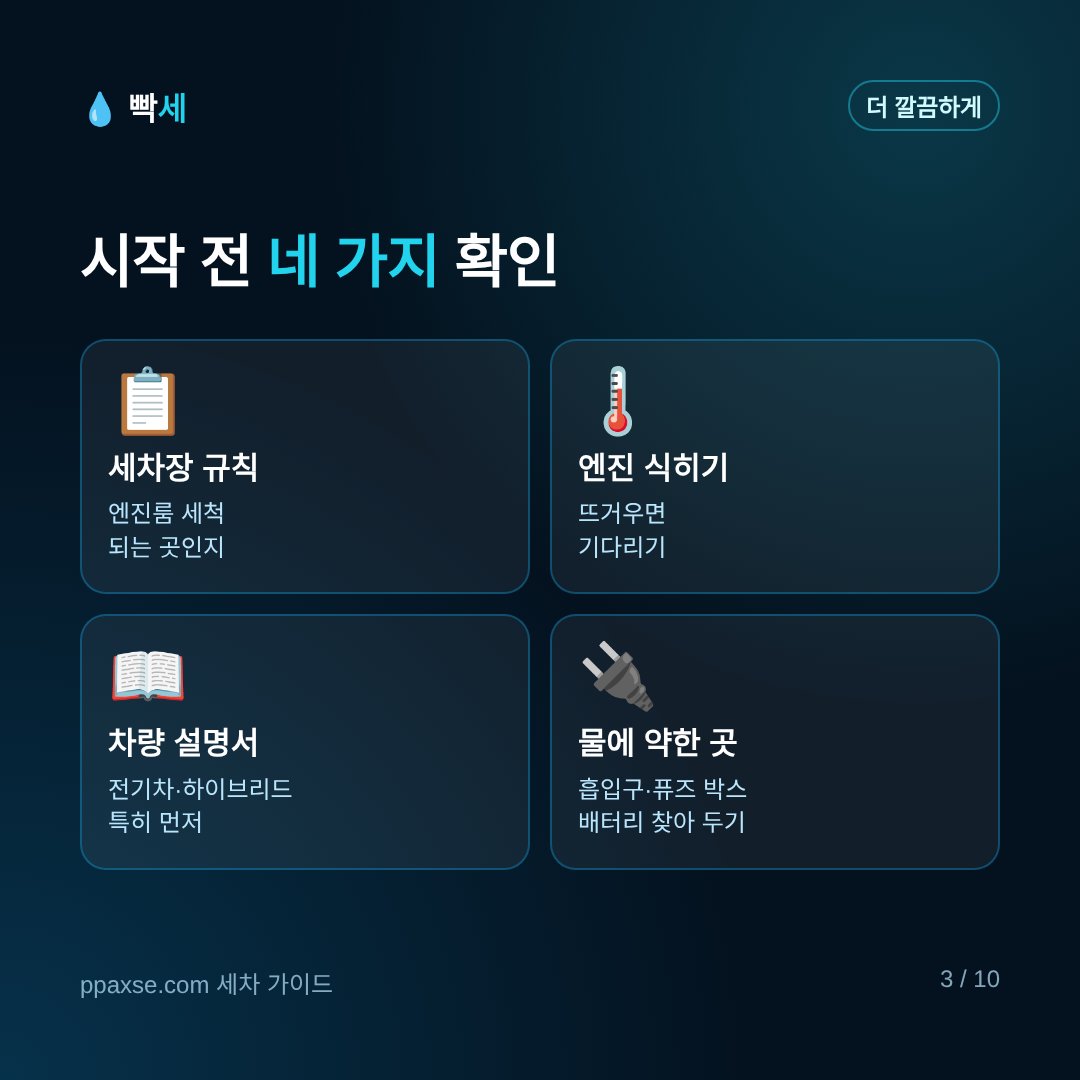 빡세
더 깔끔하게
시작 전 네 가지 확인
세차장 규칙
엔진룸 세척
되는 곳인지
엔진 식히기
뜨거우면
기다리기
차량 설명서
전기차·하이브리드
특히 먼저
물에 약한 곳
흡입구·퓨즈 박스
배터리 찾아 두기
ppaxse.com 세차 가이드
3 / 10